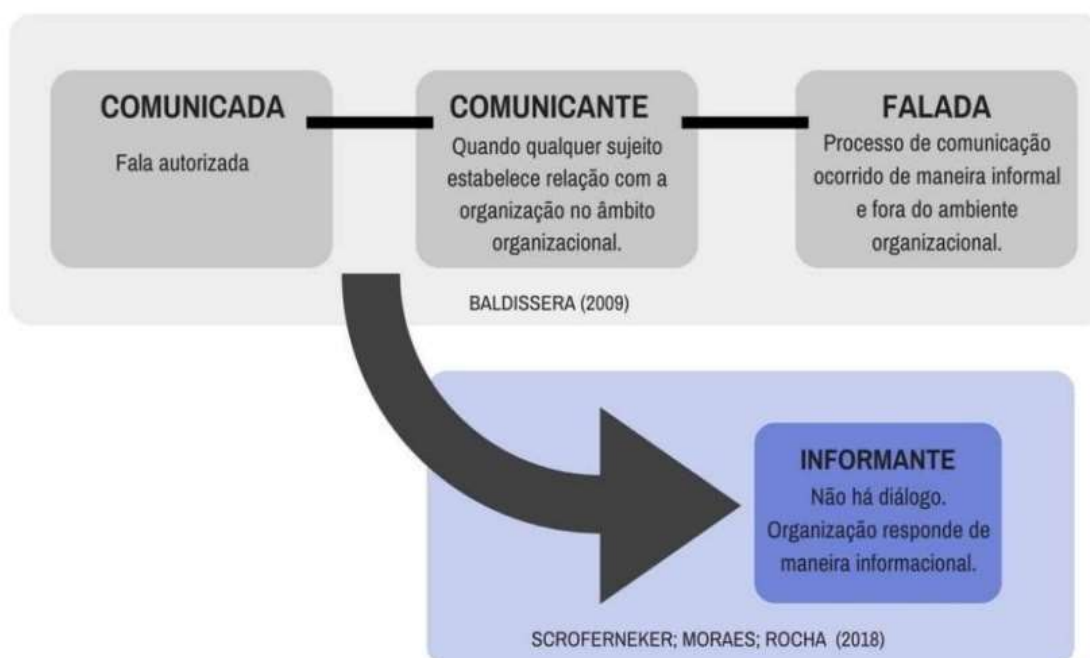 COMUNICADA
Fala autorizada
COMUNICANTE
Quando qualquer sujeito
estabelece relação com a
organização no âmbito
organizacional.
FALADA
Processo de comunicação
ocorrido de maneira informal
e fora do ambiente
organizacional.
BALDISSERA (2009)
INFORMANTE
Não há diálogo.
Organização responde de
maneira informacional.
SCROFERNEKER; MORAES; ROCHA (2018)